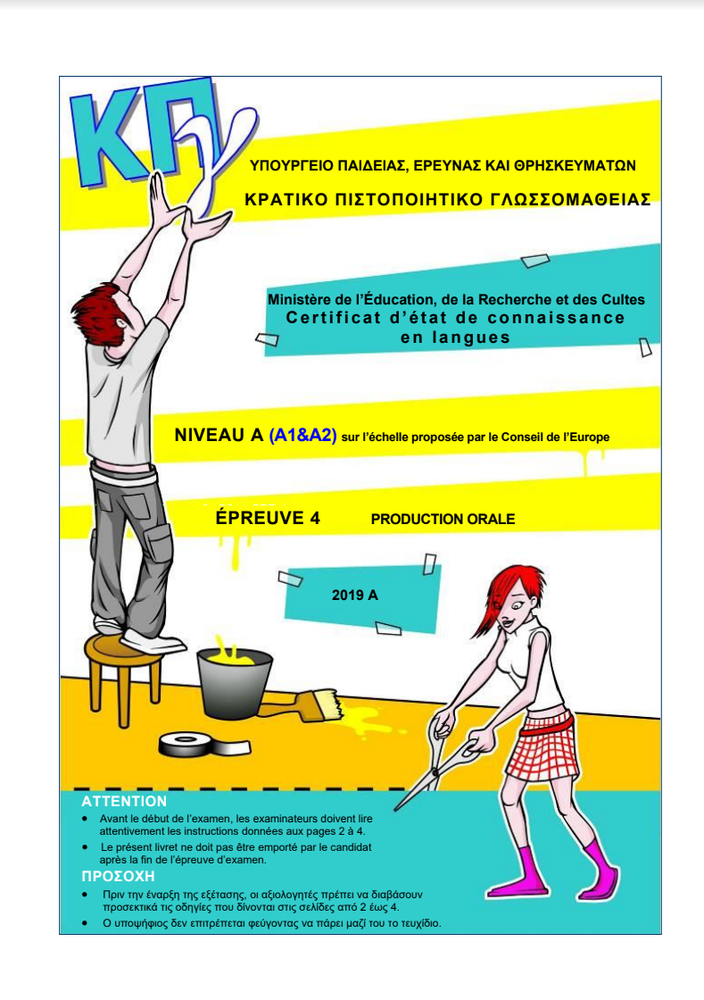 ΚΠγ
ΥΠΟΥΡΓΕΙΟ ΠΑΙΔΕΙΑΣ, ΕΡΕΥΝΑΣ ΚΑΙ ΘΡΗΣΚΕΥΜΑΤΩΝ
ΚΡΑΤΙΚΟ ΠΙΣΤΟΠΟΙΗΤΙΚΟ ΓΛΩΣΣΟΜΑΘΕΙΑΣ
Ministère de l’Éducation, de la Recherche et des Cultes
Certificat d’état de connaissance
en langues
NIVEAU A (A1&A2) sur l’échelle proposée par le Conseil de l’Europe
ÉPREUVE 4 PRODUCTION ORALE
2019 A
ATTENTION
• Avant le début de l’examen, les examinateurs doivent lire
attentivement les instructions données aux pages 2 à 4.
• Le présent livret ne doit pas être emporté par le candidat
après la fin de l’épreuve d’examen.
ΠΡΟΣΟΧΗ
• Πριν την έναρξη της εξέτασης, οι αξιολογητές πρέπει να διαβάσουν
προσεκτικά τις οδηγίες που δίνονται στις σελίδες από 2 έως 4.
• Ο υποψήφιος δεν επιτρέπεται φεύγοντας να πάρει μαζί του το τευχίδιο.